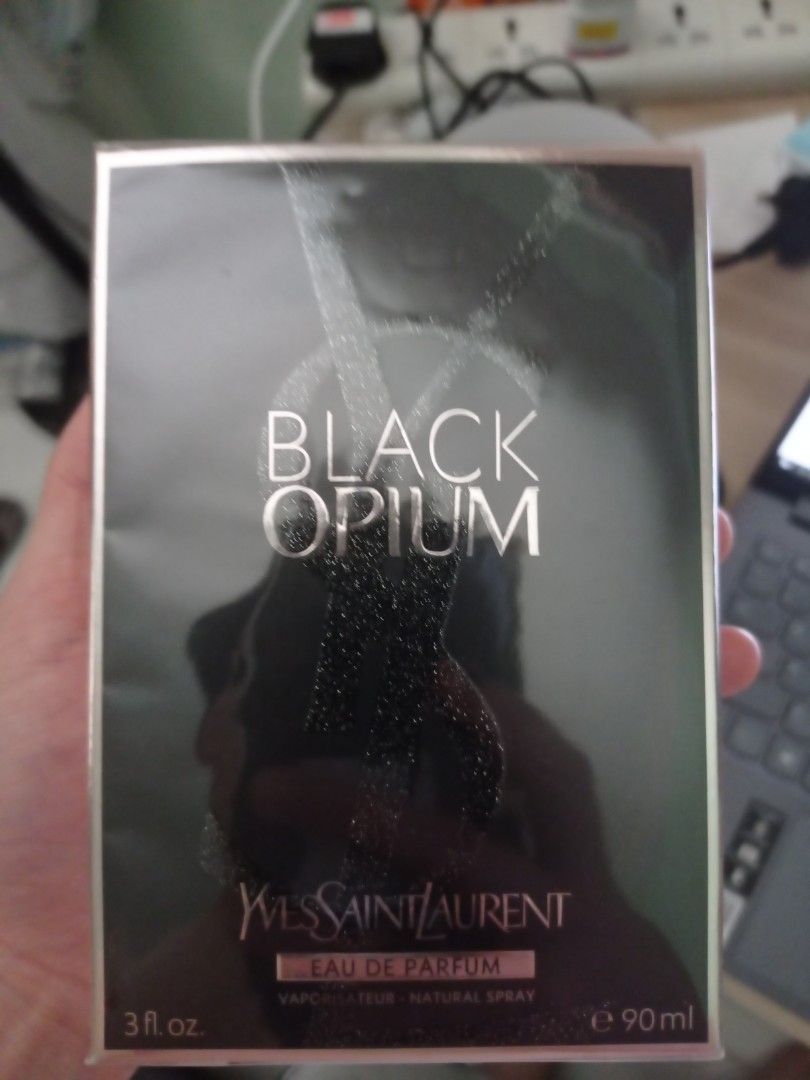 BLACK
OPIUM
YVESSAINTLAURENT
EAU DE PARFUM
VAPORISATEUR - NATURAL SPRAY
3 fl. oz.
e 90 ml